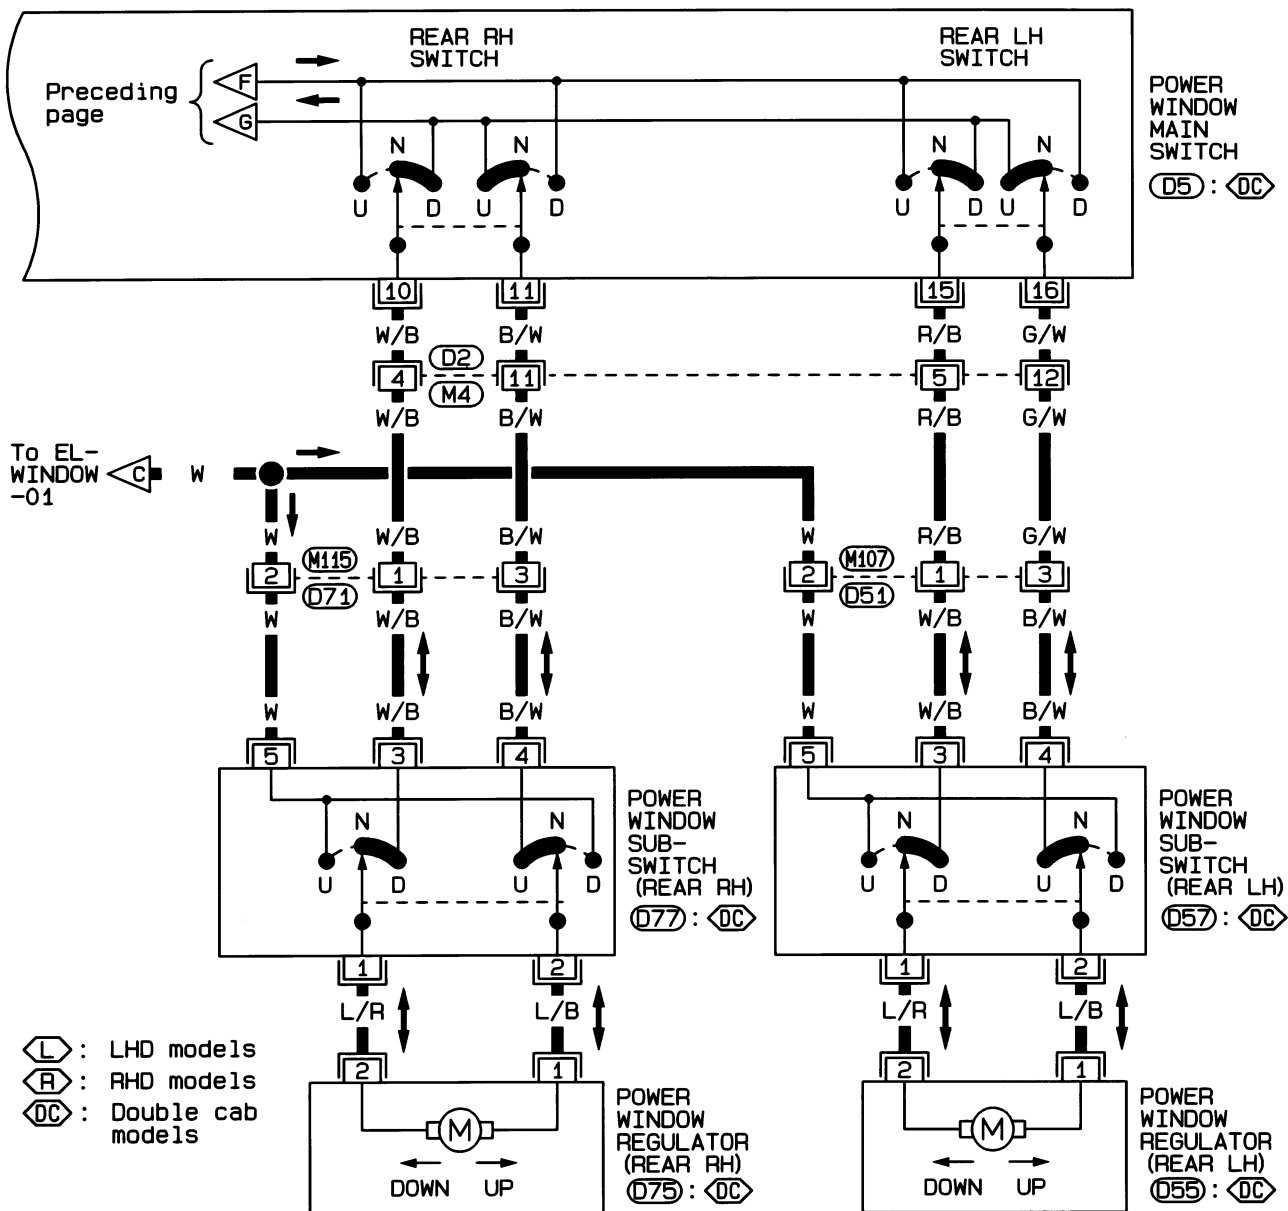 REAR RH
SWITCH
REAR LH
SWITCH
Preceding
page
F
G
POWER
WINDOW
MAIN
SWITCH
D5 : DC
N N N N
U D U D U D U D
10 11 15 16
W/B B/W R/B G/W
D2
4 11 5 12
M4
W/B B/W R/B G/W
To EL-
WINDOW
-01
C W
W W/B B/W W R/B G/W
M115 M107
2 1 3 2 1 3
D71 D51
W W/B B/W W W/B B/W
W W/B B/W W W/B B/W
5 3 4 5 3 4
N N N N
U D U D U D U D
POWER
WINDOW
SUB-
SWITCH
(REAR RH)
D77 : DC
POWER
WINDOW
SUB-
SWITCH
(REAR LH)
D57 : DC
1 2 1 2
L/R L/B L/R L/B
2 1 2 1
L : LHD models
R : RHD models
DC : Double cab
models
M
DOWN UP
POWER
WINDOW
REGULATOR
(REAR RH)
D75 : DC
M
DOWN UP
POWER
WINDOW
REGULATOR
(REAR LH)
D55 : DC